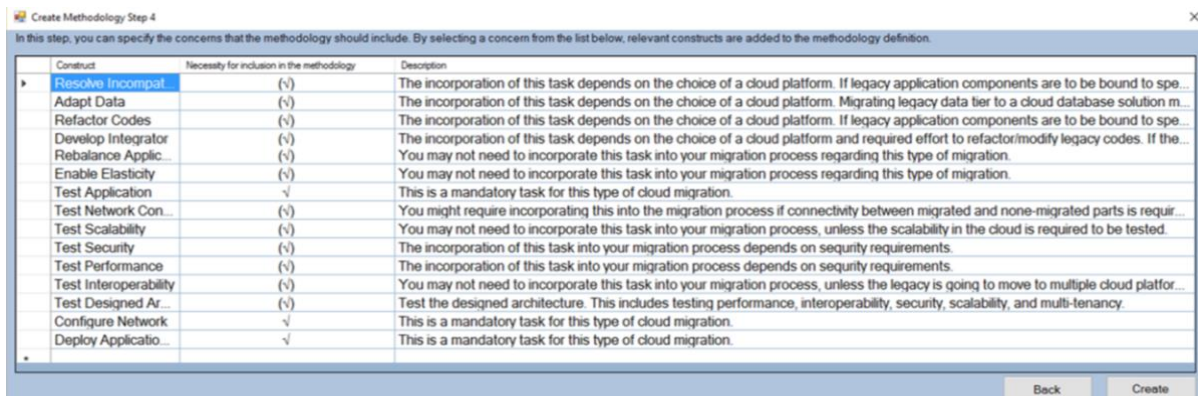 Create Methodology Step 4
In this step, you can specify the concerns that the methodology should include. By selecting a concern from the list below, relevant constructs are added to the methodology definition.
Construct Necessity for inclusion in the methodology Description
Resolve Incompat... (√) The incorporation of this task depends on the choice of a cloud platform. If legacy application components are to be bound to spe...
Adapt Data (√) The incorporation of this task depends on the choice of a cloud platform. Migrating legacy data tier to a cloud database solution m...
Refactor Codes (√) The incorporation of this task depends on the choice of a cloud platform. If legacy application components are to be bound to spe...
Develop Integrator (√) The incorporation of this task depends on the choice of a cloud platform and required effort to refactor/modify legacy codes. If the...
Rebalance Applic... (√) You may not need to incorporate this task into your migration process regarding this type of migration.
Enable Elasticity (√) You may not need to incorporate this task into your migration process regarding this type of migration.
Test Application √ This is a mandatory task for this type of cloud migration.
Test Network Con... (√) You might require incorporating this into the migration process if connectivity between migrated and none-migrated parts is requir...
Test Scalability (√) You may not need to incorporate this task into your migration process, unless the scalability in the cloud is required to be tested.
Test Security (√) The incorporation of this task into your migration process depends on sequrity requirements.
Test Performance (√) The incorporation of this task into your migration process depends on sequrity requirements.
Test Interoperability (√) You may not need to incorporate this task into your migration process, unless the legacy is going to move to multiple cloud platfor...
Test Designed Ar... (√) Test the designed architecture. This includes testing performance, interoperability, security, scalability, and multi-tenancy.
Configure Network √ This is a mandatory task for this type of cloud migration.
Deploy Applicatio... √ This is a mandatory task for this type of cloud migration.
Back Create